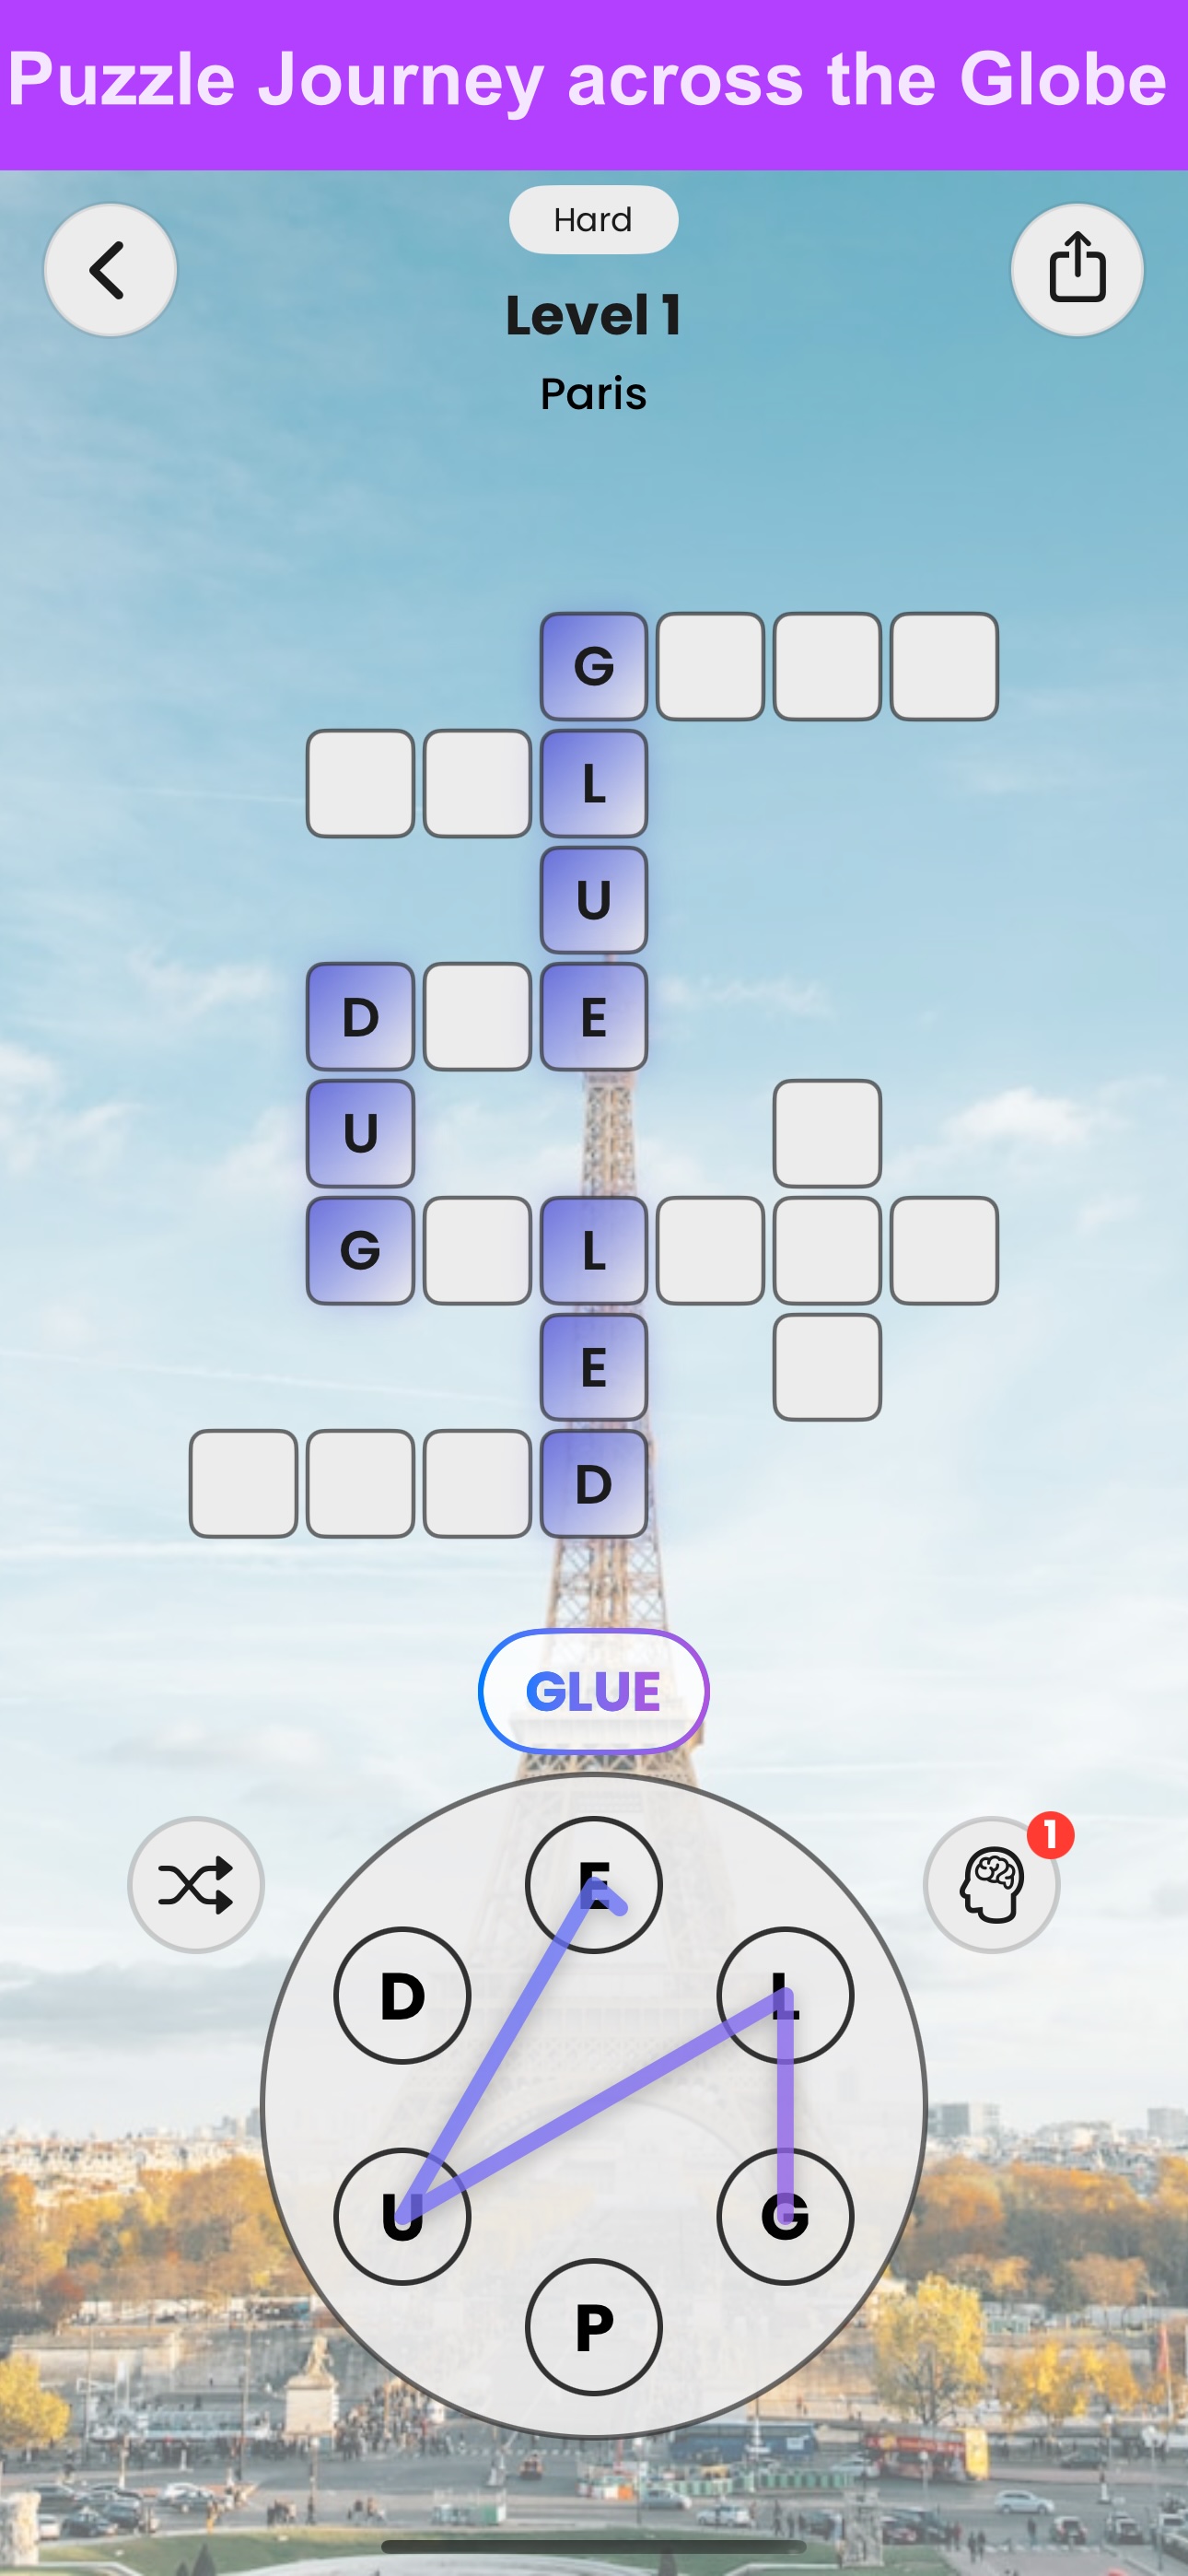 Puzzle Journey across the Globe
Hard
Level 1
Paris
G
L
U
D E
U
G L
E
D
GLUE
1
E
D L
U G
P